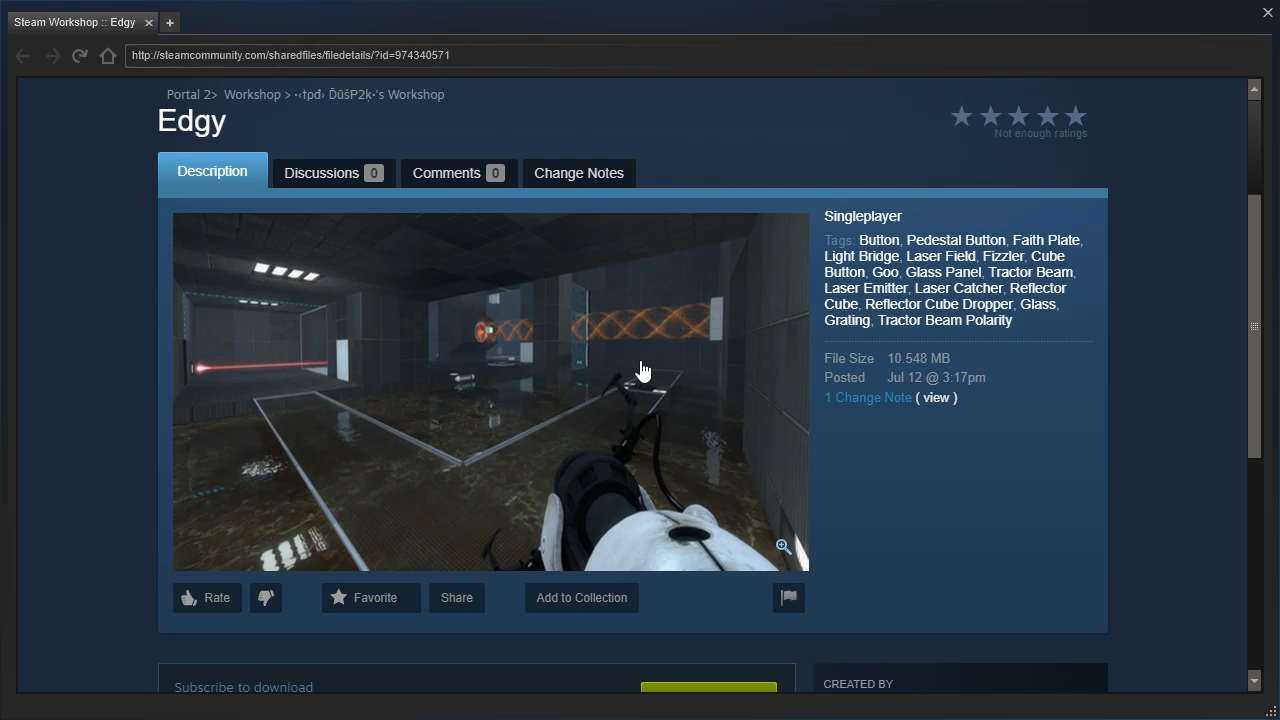 Steam Workshop :: Edgy
http://steamcommunity.com/sharedfiles/filedetails/?id=974340571
Portal 2> Workshop > 's Workshop
Edgy
Not enough ratings
Description
Discussions 0
Comments 0
Change Notes
Singleplayer
Tags: Button, Pedestal Button, Faith Plate,
Light Bridge, Laser Field, Fizzler, Cube
Button, Goo, Glass Panel, Tractor Beam,
Laser Emitter, Laser Catcher, Reflector
Cube, Reflector Cube Dropper, Glass,
Grating, Tractor Beam Polarity
File Size 10.548 MB
Posted Jul 12 @ 3:17pm
1 Change Note ( view )
Rate
Favorite
Share
Add to Collection
Subscribe to download
CREATED BY